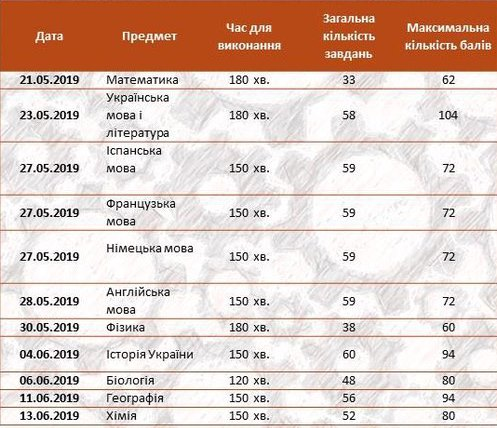 Дата Предмет Час для виконання Загальна кількість завдань Максимальна кількість балів
21.05.2019 Математика 180 хв. 33 62
23.05.2019 Українська мова і література 180 хв. 58 104
27.05.2019 Іспанська мова 150 хв. 59 72
27.05.2019 Французька мова 150 хв. 59 72
27.05.2019 Німецька мова 150 хв. 59 72
28.05.2019 Англійська мова 150 хв. 59 72
30.05.2019 Фізика 180 хв. 38 60
04.06.2019 Історія України 150 хв. 60 94
06.06.2019 Біологія 120 хв. 48 80
11.06.2019 Географія 150 хв. 56 94
13.06.2019 Хімія 150 хв. 52 80